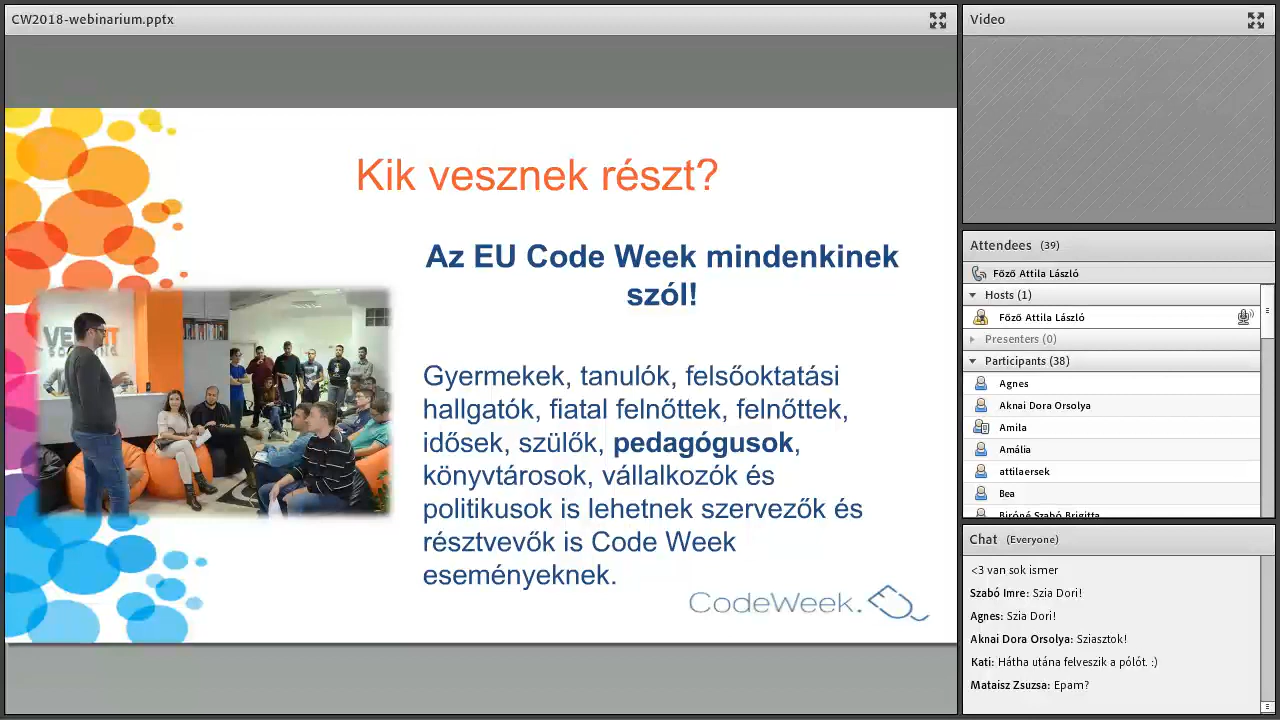 CW2018-webinarium.pptx
Kik vesznek részt?
Az EU Code Week mindenkinek
szól!
Gyermekek, tanulók, felsőoktatási
hallgatók, fiatal felnőttek, felnőttek,
idősek, szülők, pedagógusok,
könyvtárosok, vállalkozók és
politikusok is lehetnek szervezők és
résztvevők is Code Week
eseményeknek.
CodeWeek.
Video
Attendees (39)
Főző Attila László
Hosts (1)
Főző Attila László
Presenters (0)
Participants (38)
Agnes
Aknai Dora Orsolya
Amila
Amália
attilaersek
Bea
Biróné Szabó Brigitta
Chat (Everyone)
<3 van sok ismer
Szabó Imre: Szia Dori!
Agnes: Szia Dori!
Aknai Dora Orsolya: Sziasztok!
Kati: Hátha utána felveszik a pólót. :)
Mataisz Zsuzsa: Epam?